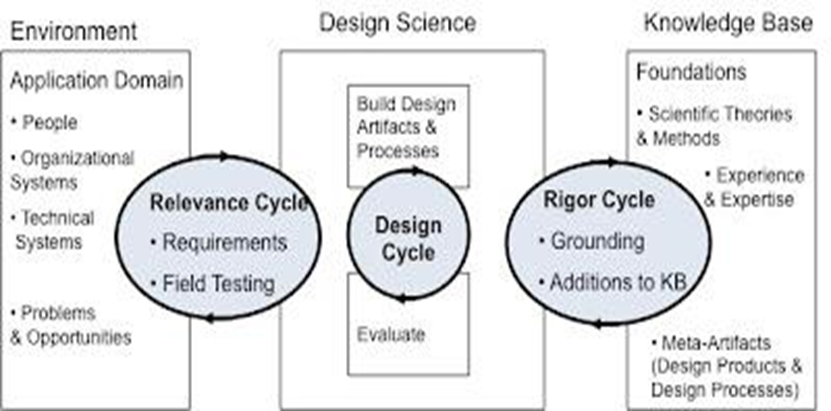 Environment
Application Domain
• People
• Organizational
Systems
• Technical
Systems
• Problems
& Opportunities
Relevance Cycle
• Requirements
• Field Testing
Design Science
Build Design
Artifacts &
Processes
Design
Cycle
Evaluate
Rigor Cycle
• Grounding
• Additions to KB
Knowledge Base
Foundations
• Scientific Theories
& Methods
• Experience
& Expertise
• Meta-Artifacts
(Design Products &
Design Processes)